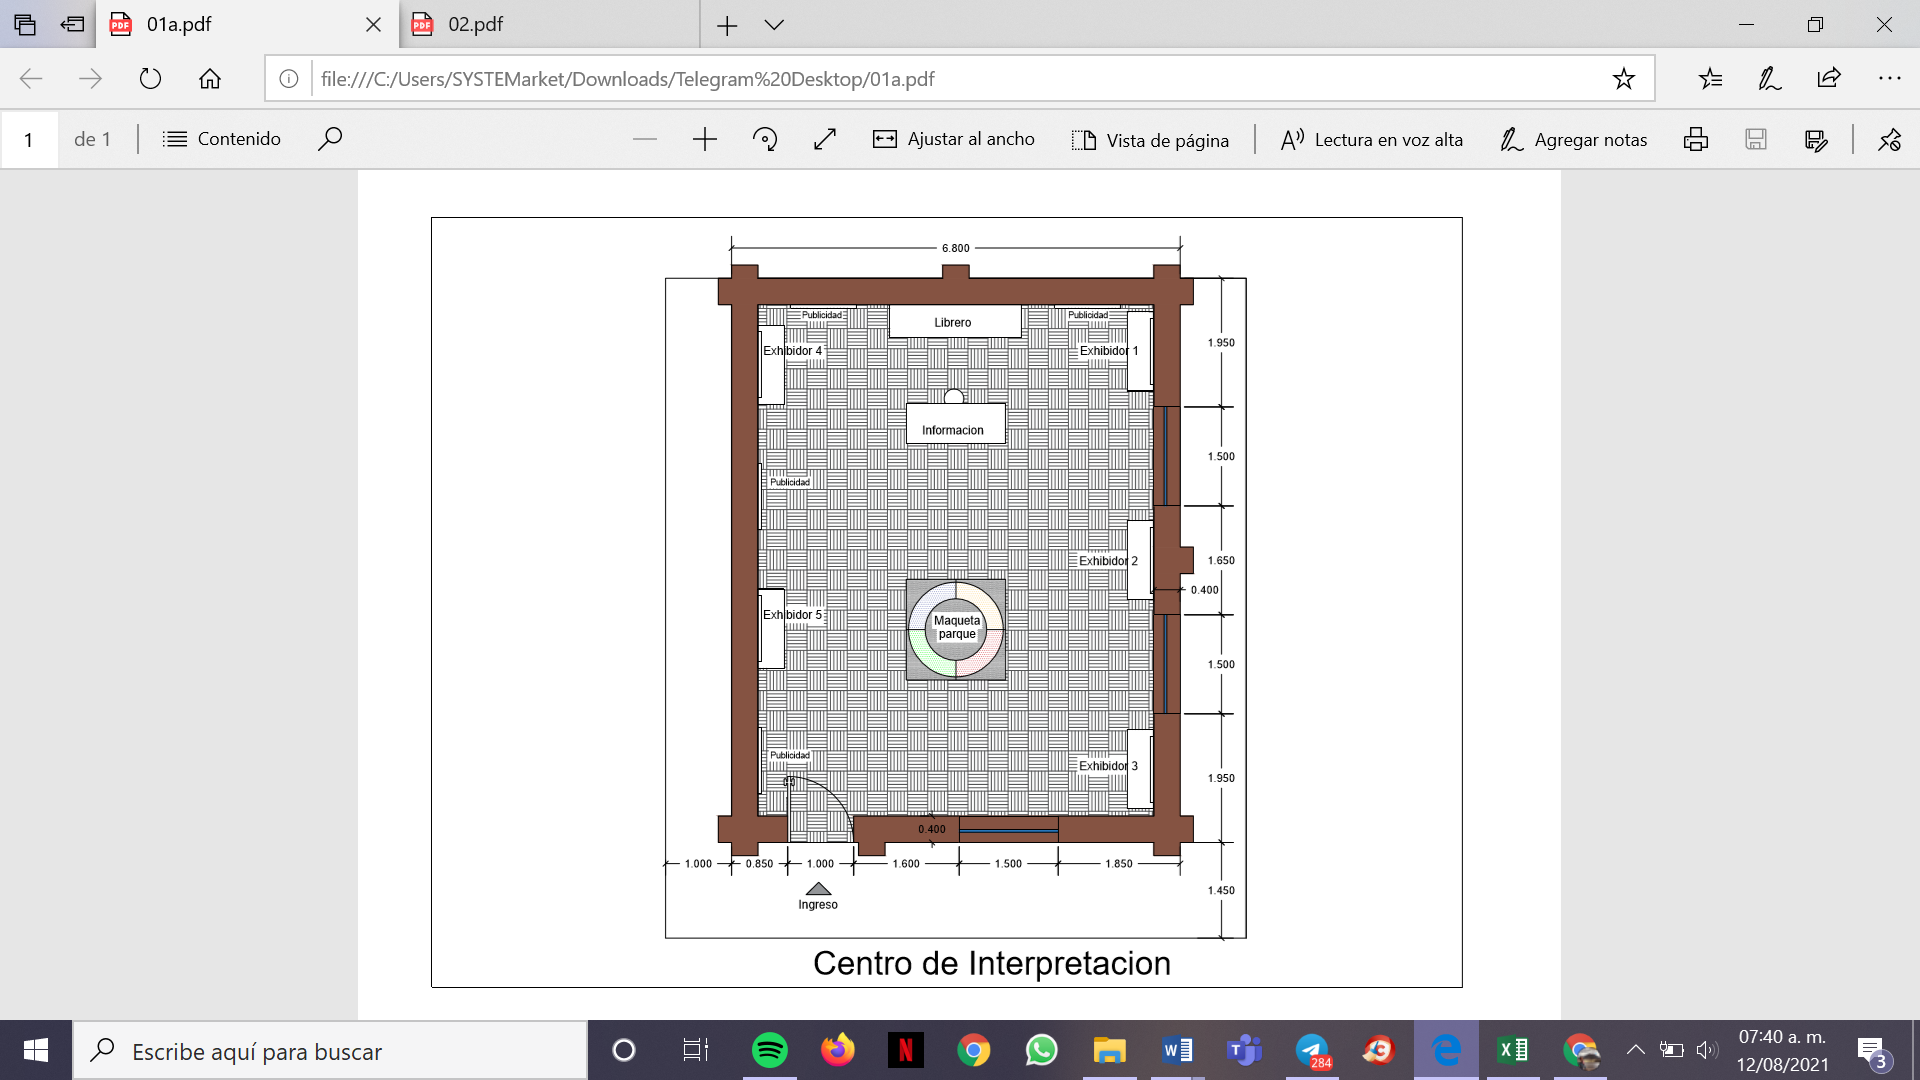 01a.pdf
02.pdf
file:///C:/Users/SYSTEMarket/Downloads/Telegram%20Desktop/01a.pdf
1 de 1
Contenido
Ajustar al ancho
Vista de página
Lectura en voz alta
Agregar notas
6.800
Publicidad
Librero
Publicidad
Exhibidor 4
Exhibidor 1
1.950
Informacion
1.500
Publicidad
Exhibidor 2
1.650
0.400
Exhibidor 5
Maqueta
parque
1.500
Publicidad
Exhibidor 3
1.950
0.400
1.000
0.850
1.000
1.600
1.500
1.850
1.450
Ingreso
Centro de Interpretacion
Escribe aquí para buscar
284
07:40 a. m.
12/08/2021
3